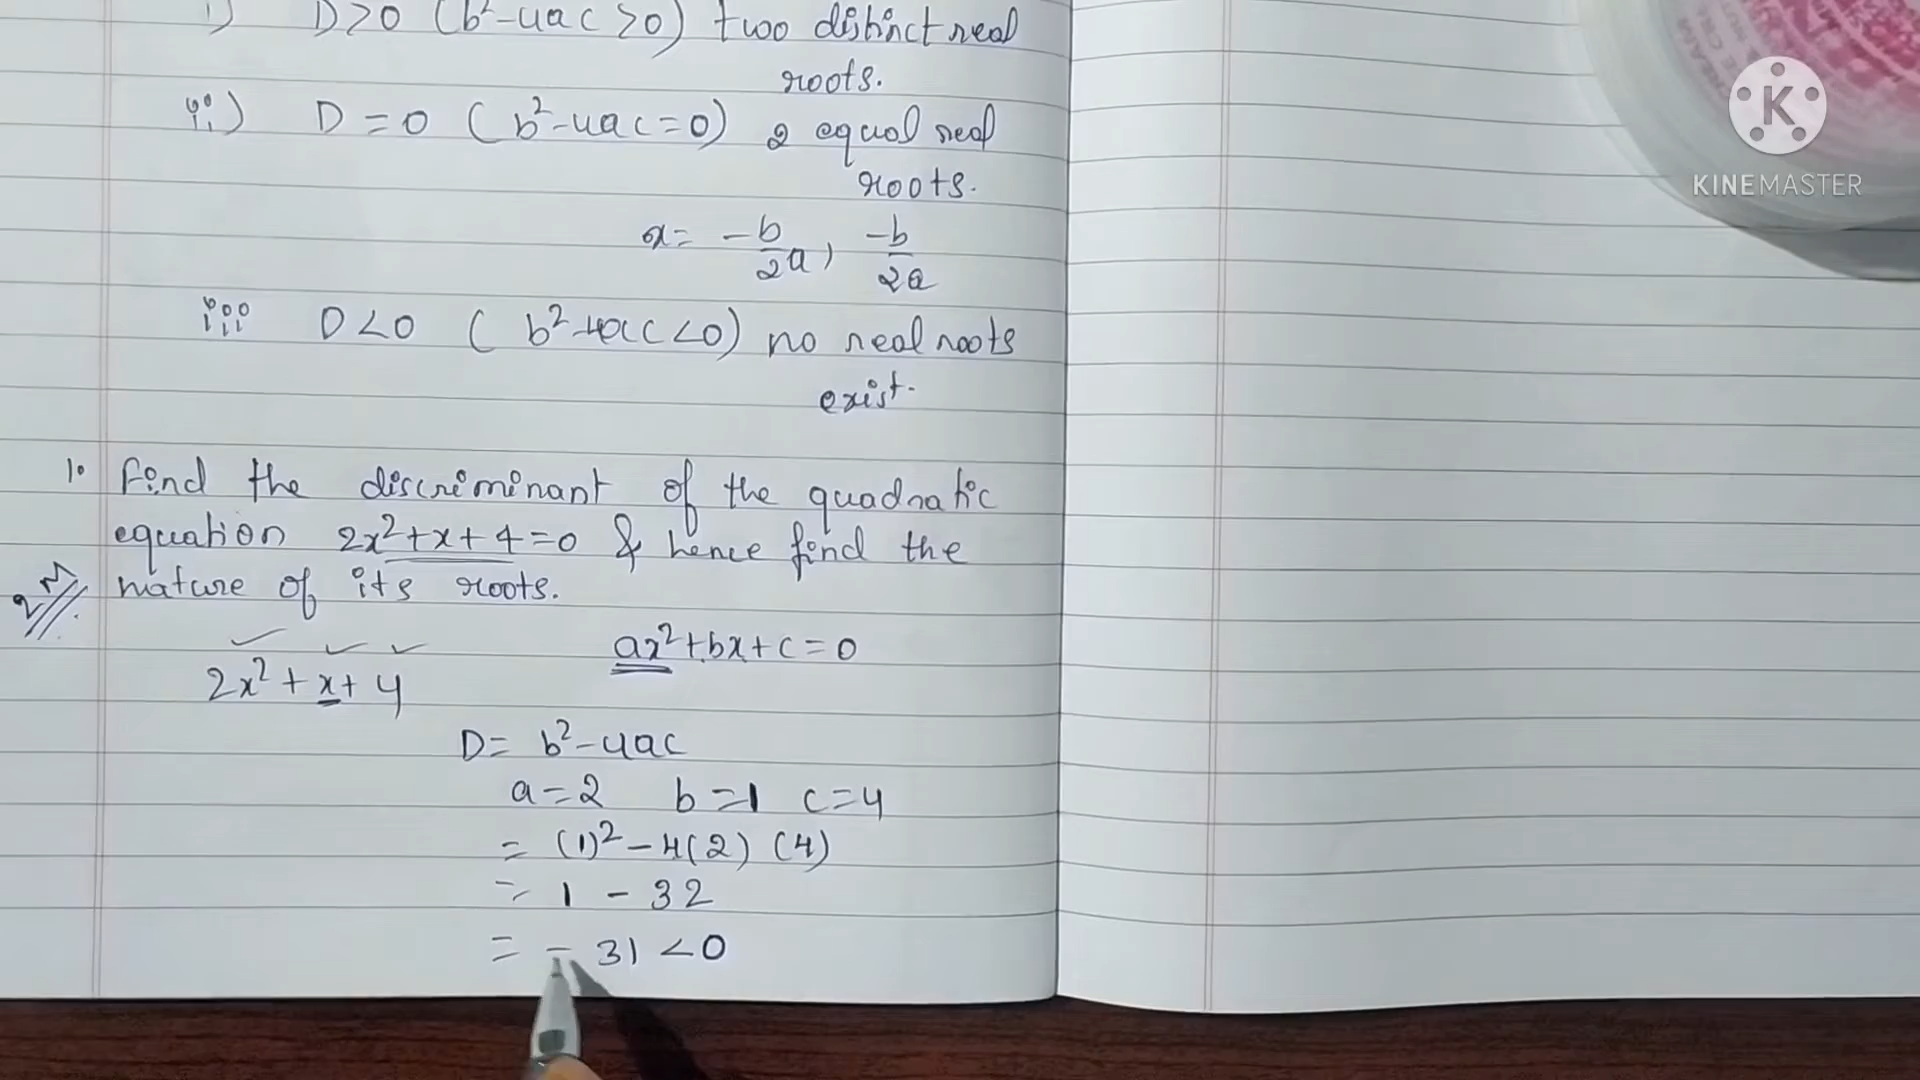 i) D>0 (b²-4ac>0) two distinct real
roots.
ii) D=0 (b²-4ac=0) 2 equal real
roots.
x= -b/2a, -b/2a
iii D<0 (b²-4ac<0) no real roots
exist.
1. Find the discriminant of the quadratic
equation 2x²+x+4=0 & hence find the
nature of its roots.
2M
2x²+x+4
ax²+bx+c=0
D= b²-4ac
a=2 b=1 c=4
= (1)²-4(2)(4)
= 1 - 32
= - 31 <0
K
KINEMASTER